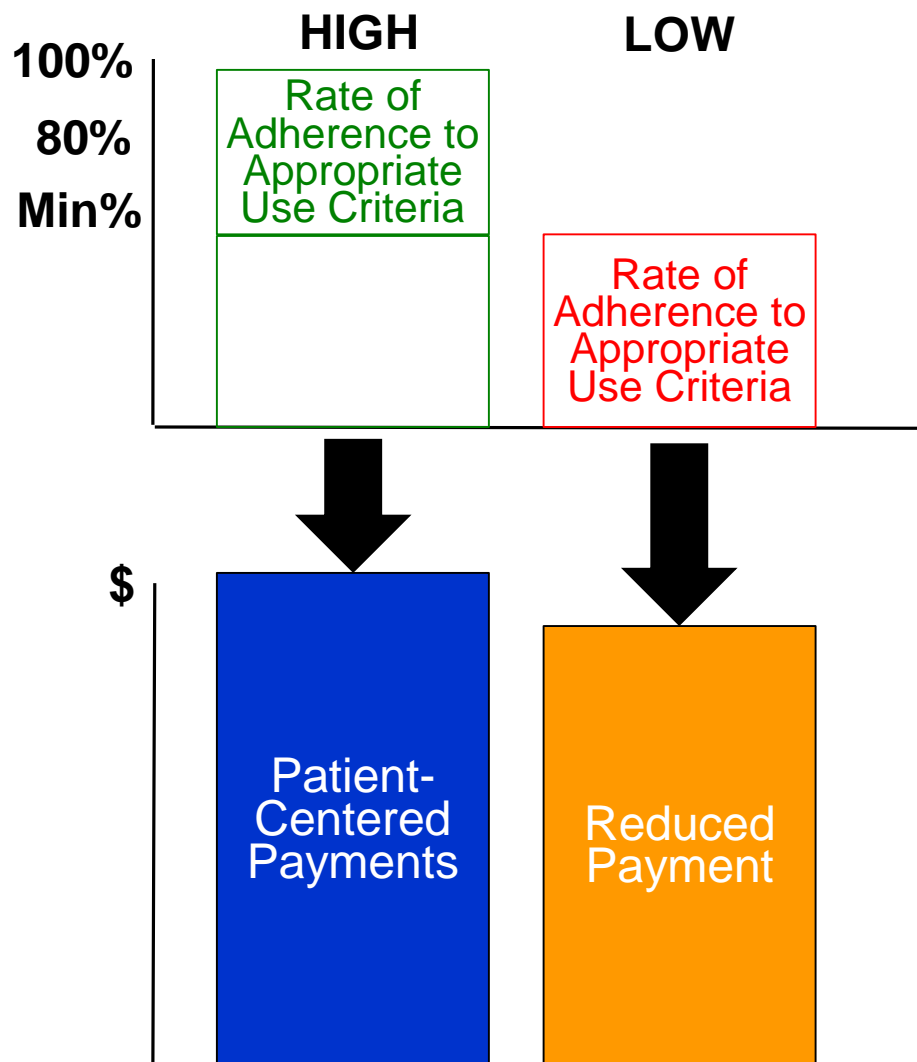 HIGH
LOW
100%
80%
Min%
Rate of
Adherence to
Appropriate
Use Criteria
Rate of
Adherence to
Appropriate
Use Criteria
$
Patient-
Centered
Payments
Reduced
Payment